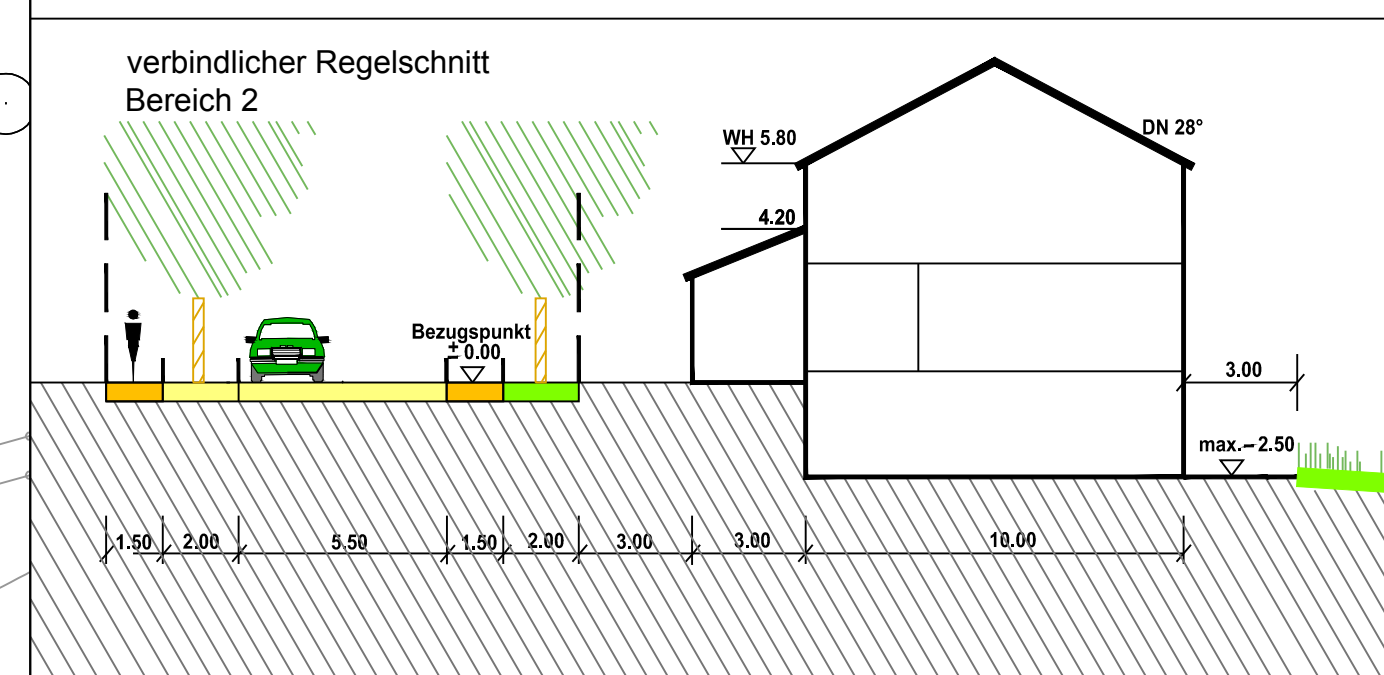 verbindlicher Regelschnitt
Bereich 2
DN 28°
WH 5.80
4.20
Bezugspunkt
± 0.00
3.00
max.–2.50
1.50 2.00 5.50 1.50 2.00 3.00 3.00 10.00